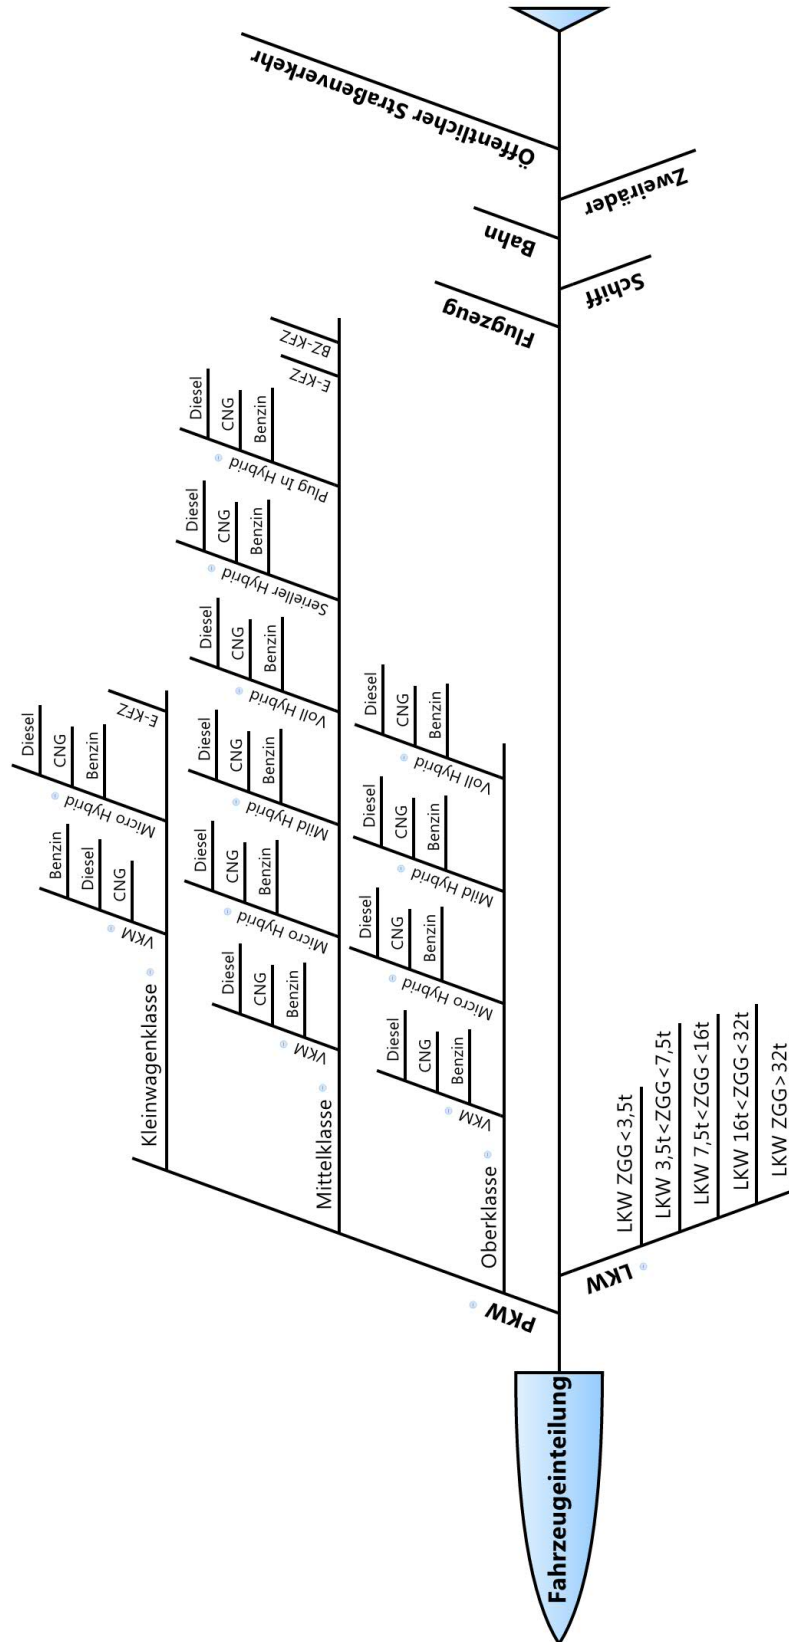 Fahrzeugeinteilung
PKW
Kleinwagenklasse
VKM
Benzin
Diesel
CNG
Micro Hybrid
Diesel
CNG
Benzin
E-KFZ
Mittelklasse
VKM
Diesel
CNG
Benzin
Micro Hybrid
Diesel
CNG
Benzin
Mild Hybrid
Diesel
CNG
Benzin
Voll Hybrid
Diesel
CNG
Benzin
Serieller Hybrid
Diesel
CNG
Benzin
Plug In Hybrid
Diesel
CNG
Benzin
E-KFZ
BZ-KFZ
Oberklasse
VKM
Diesel
CNG
Benzin
Micro Hybrid
Diesel
CNG
Benzin
Mild Hybrid
Diesel
CNG
Benzin
Voll Hybrid
Diesel
CNG
Benzin
LKW
LKW ZGG<3,5t
LKW 3,5t<ZGG<7,5t
LKW 7,5t<ZGG<16t
LKW 16t<ZGG<32t
LKW ZGG>32t
Flugzeug
Schiff
Bahn
Zweiräder
Öffentlicher Straßenverkehr